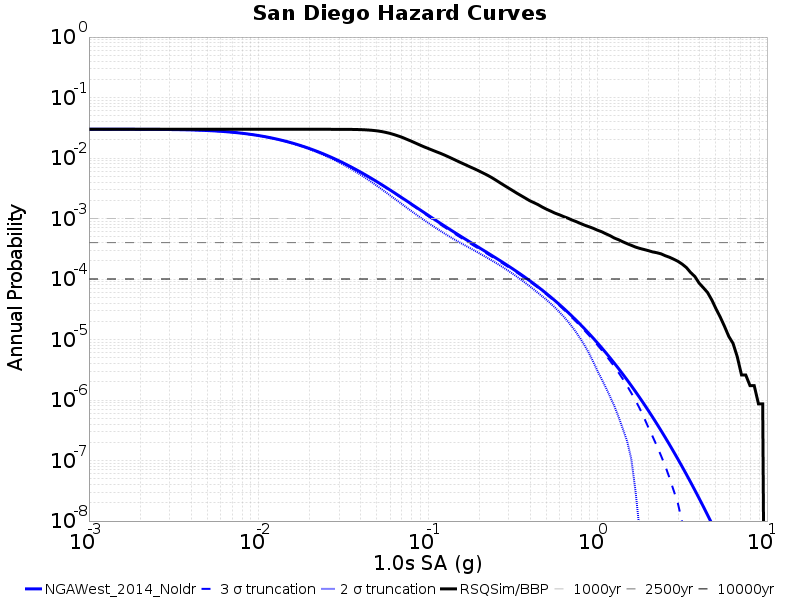 San Diego Hazard Curves
10^0
10^-1
10^-2
10^-3
10^-4
10^-5
10^-6
10^-7
10^-8
Annual Probability
10^-3 10^-2 10^-1 10^0 10^1
1.0s SA (g)
NGAWest_2014_NoIdr 3 σ truncation 2 σ truncation RSQSim/BBP 1000yr 2500yr 10000yr